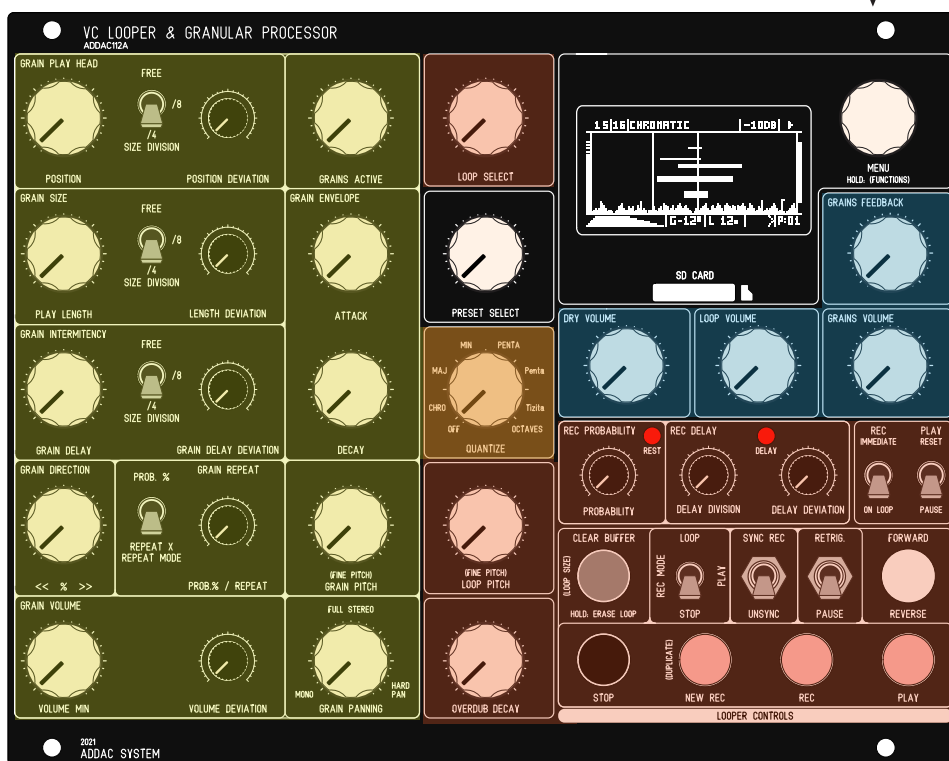 VC LOOPER & GRANULAR PROCESSOR
ADDAC112A
GRAIN PLAY HEAD
FREE
/8
/4
SIZE DIVISION
POSITION
POSITION DEVIATION
GRAINS ACTIVE
LOOP SELECT
15|16|CHROMATIC |-10DB|
G-12" |L 12" P:01
SD CARD
MENU
HOLD: (FUNCTIONS)
GRAIN SIZE
FREE
/8
/4
SIZE DIVISION
PLAY LENGTH
LENGTH DEVIATION
GRAIN ENVELOPE
ATTACK
PRESET SELECT
GRAINS FEEDBACK
GRAIN INTERMITENCY
FREE
/8
/4
SIZE DIVISION
GRAIN DELAY
GRAIN DELAY DEVIATION
DECAY
MIN
PENTA
MAJ
Penta
CHRO
Tizita
OFF
OCTAVES
QUANTIZE
DRY VOLUME
LOOP VOLUME
GRAINS VOLUME
REC PROBABILITY
REST
PROBABILITY
REC DELAY
DELAY
DELAY DIVISION
DELAY DEVIATION
REC
IMMEDIATE
ON LOOP
PLAY
RESET
PAUSE
GRAIN DIRECTION
<< % >>
PROB. %
GRAIN REPEAT
REPEAT X
REPEAT MODE
PROB.% / REPEAT
(FINE PITCH)
GRAIN PITCH
(FINE PITCH)
LOOP PITCH
CLEAR BUFFER
(LOOP SIZE)
HOLD: ERASE LOOP
LOOP
REC MODE
PLAY
STOP
SYNC REC
UNSYNC
RETRIG.
PAUSE
FORWARD
REVERSE
GRAIN VOLUME
VOLUME MIN
VOLUME DEVIATION
FULL STEREO
MONO
HARD
PAN
GRAIN PANNING
OVERDUB DECAY
STOP
(DUPLICATE)
NEW REC
REC
PLAY
LOOPER CONTROLS
2021
ADDAC SYSTEM